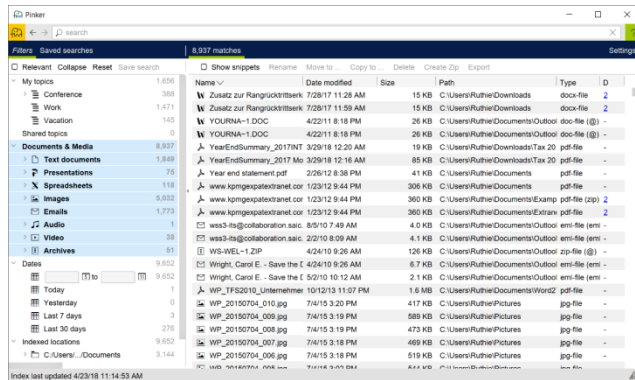 Pinker
search
Filters Saved searches 8,937 matches Settings
Relevant Collapse Reset Save search Show snippets Rename Move to ... Copy to ... Delete Create Zip Export
My topics 1,656
Conference 388
Work 1,471
Vacation 145
Shared topics 0
Documents & Media 8,937
Text documents 1,849
Presentations 75
Spreadsheets 118
Images 5,032
Emails 1,773
Audio 1
Video 38
Archives 51
Dates 9,652
to 9,652
Today 1
Yesterday 0
Last 7 days 3
Last 30 days 276
Indexed locations 9,652
C:/Users/.../Documents 3,144
Name Date modified Size Path Type D
Zusatz zur Rangrücktrittserk 7/28/17 11:28 AM 15 KB C:\Users\Ruthie\Downloads docx-file 2
Zusatz zur Rangrücktrittserk 7/28/17 11:59 AM 15 KB C:\Users\Ruthie\Downloads docx-file 2
YOURNA~1.DOC 4/22/11 8:18 PM 26 KB C:\Users\Ruthie\Documents\Outlool doc-file (@) -
YOURNA~1.DOC 4/22/11 8:18 PM 26 KB C:\Users\Ruthie\Documents\Outlool doc-file (@) -
YearEndSummary_2017INT 3/29/18 12:20 AM 19 KB C:\Users\Ruthie\Downloads\Tax 20 pdf-file -
YearEndSummary_2017 Mo 3/29/18 12:16 AM 85 KB C:\Users\Ruthie\Downloads\Tax 20 pdf-file -
Year end statement.pdf 2/26/12 8:38 PM 41 KB C:\Users\Ruthie\Documents pdf-file -
www.kpmgexpatextranet.cor 1/23/12 9:44 PM 306 KB C:\Users\Ruthie\Documents pdf-file -
www.kpmgexpatextranet.cor 1/23/12 9:44 PM 360 KB C:\Users\Ruthie\Documents\Examp pdf-file (zip) 2
www.kpmgexpatextranet.cor 1/23/12 9:44 PM 360 KB C:\Users\Ruthie\Documents\Extran pdf-file 2
wss3-its@collaboration.saic. 8/5/10 7:49 AM 4.0 KB C:\Users\Ruthie\Documents\Outlool eml-file (eml -
wss3-its@collaboration.saic. 2/2/10 8:09 AM 4.1 KB C:\Users\Ruthie\Documents\Outlool eml-file (eml -
WS-WEL~1.ZIP 4/24/10 9:26 AM 126 KB C:\Users\Ruthie\Documents\Outlool zip-file (@) -
Wright, Carol E. - Save the D 4/24/10 9:26 AM 6.7 KB C:\Users\Ruthie\Documents\Outlool eml-file (eml -
Wright, Carol E. - Save the D 5/2/10 10:12 AM 2.1 KB C:\Users\Ruthie\Documents\Outlool eml-file (eml -
WP_TFS2010_Unternehmer 10/12/13 11:07 PM 1.6 MB C:\Users\Ruthie\Documents\Word2 pdf-file -
WP_20150704_010.jpg 7/4/15 3:20 PM 417 KB C:\Users\Ruthie\Pictures jpg-file -
WP_20150704_009.jpg 7/4/15 3:19 PM 589 KB C:\Users\Ruthie\Pictures jpg-file -
WP_20150704_008.jpg 7/4/15 3:19 PM 473 KB C:\Users\Ruthie\Pictures jpg-file -
WP_20150704_007.jpg 7/4/15 3:18 PM 469 KB C:\Users\Ruthie\Pictures jpg-file -
WP_20150704_006.jpg 7/4/15 3:18 PM 519 KB C:\Users\Ruthie\Pictures jpg-file -
Index last updated 4/23/18 11:14:53 AM